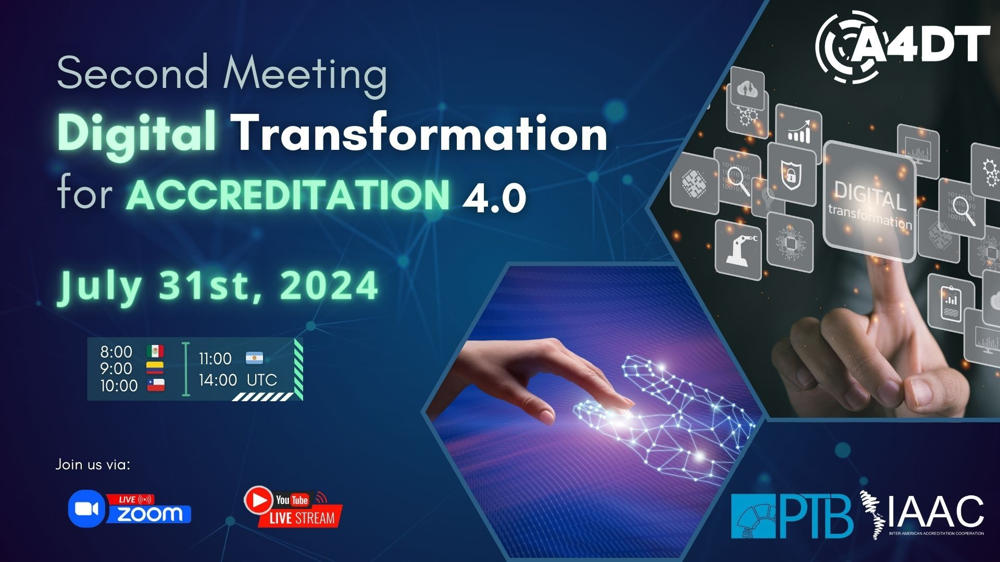 Second Meeting
Digital Transformation
for ACCREDITATION 4.0
July 31st, 2024
8:00
9:00
10:00
11:00
14:00 UTC
Join us via:
LIVE
zoom
YouTube
LIVE STREAM
A4DT
DIGITAL
transformation
PTB
IAAC
INTER-AMERICAN ACCREDITATION COOPERATION